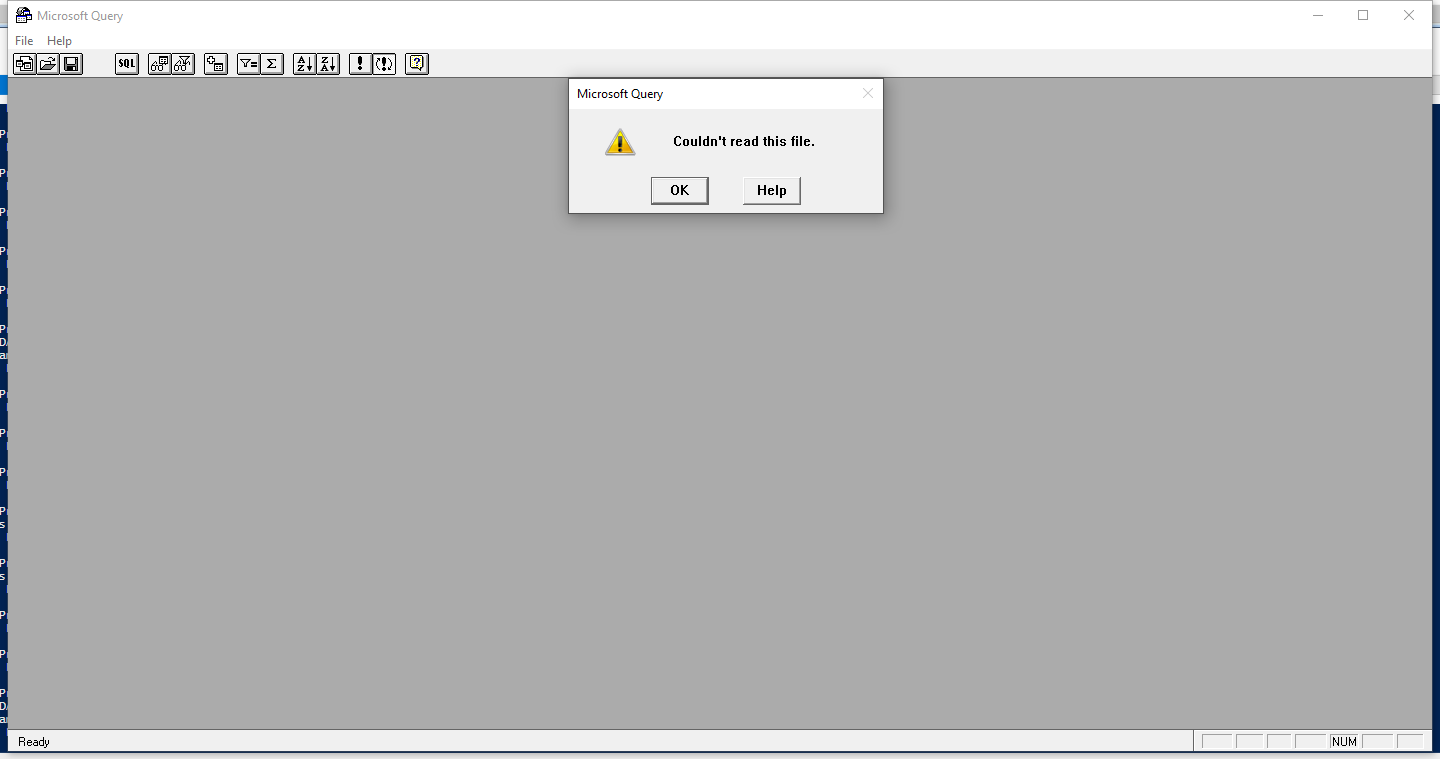 Microsoft Query
File Help
SQL
Microsoft Query
Couldn't read this file.
OK Help
Ready NUM